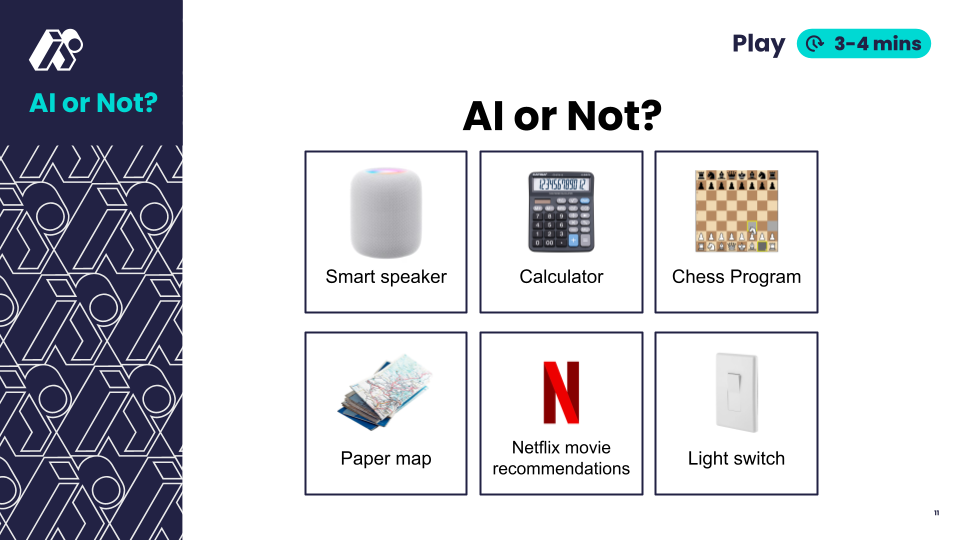 AI or Not?
Play
3-4 mins
AI or Not?
Smart speaker
Calculator
Chess Program
Paper map
Netflix movie
recommendations
Light switch
11